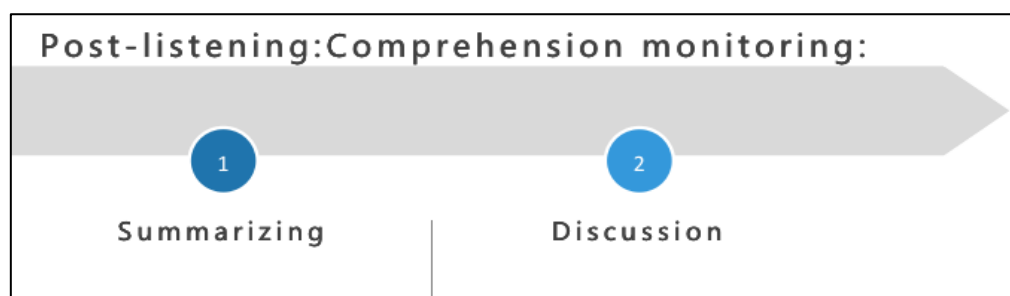 Post-listening:Comprehension monitoring:
1
2
Summarizing
Discussion